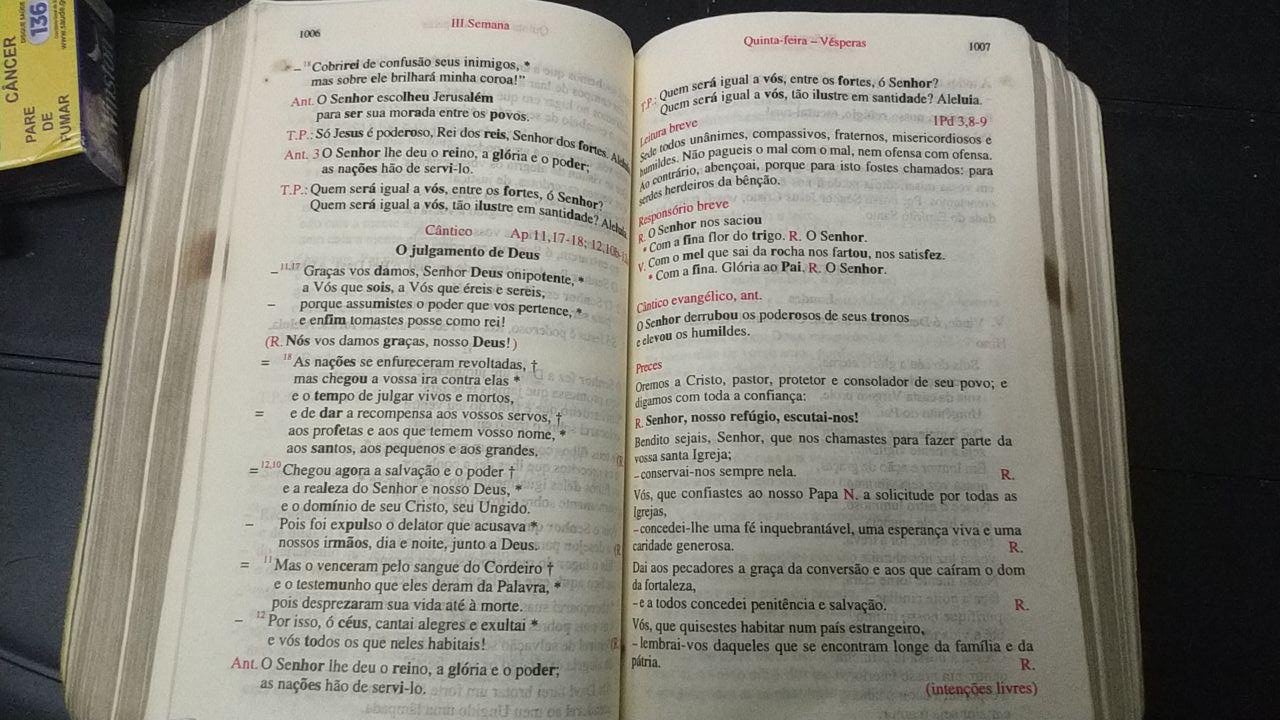 CÂNCER
DISQUE SAÚDE
136
PARE
DE
FUMAR
1006
III Semana
– ¹⁸Cobrirei de confusão seus inimigos, *
mas sobre ele brilhará minha coroa!”
Ant. O Senhor escolheu Jerusalém
para ser sua morada entre os povos.
T.P.: Só Jesus é poderoso, Rei dos reis, Senhor dos fortes.
Ant. 3 O Senhor lhe deu o reino, a glória e o poder;
as nações hão de servi-lo.
T.P.: Quem será igual a vós, entre os fortes, ó Senhor?
Quem será igual a vós, tão ilustre em santidade? Aleluia.
Cântico Ap 11,17-18; 12,10b-12
O julgamento de Deus
– ¹¹,¹⁷ Graças vos damos, Senhor Deus onipotente, *
a Vós que sois, a Vós que éreis e sereis,
– porque assumistes o poder que vos pertence, *
e enfim tomastes posse como rei!
(R. Nós vos damos graças, nosso Deus!)
= ¹⁸ As nações se enfureceram revoltadas, †
mas chegou a vossa ira contra elas *
e o tempo de julgar vivos e mortos,
= e de dar a recompensa aos vossos servos, †
aos profetas e aos que temem vosso nome, *
aos santos, aos pequenos e aos grandes.
(R.
= ¹²,¹⁰ Chegou agora a salvação e o poder †
e a realeza do Senhor e nosso Deus, *
e o domínio de seu Cristo, seu Ungido.
– Pois foi expulso o delator que acusava *
nossos irmãos, dia e noite, junto a Deus.
(R
= ¹¹ Mas o venceram pelo sangue do Cordeiro †
e o testemunho que eles deram da Palavra, *
pois desprezaram sua vida até à morte.
– ¹² Por isso, ó céus, cantai alegres e exultai *
e vós todos os que neles habitais! (R.
Ant. O Senhor lhe deu o reino, a glória e o poder;
as nações hão de servi-lo.
Quinta-feira – Vésperas
1007
T.P.: Quem será igual a vós, entre os fortes, ó Senhor?
Quem será igual a vós, tão ilustre em santidade? Aleluia.
Leitura breve 1Pd 3,8-9
Sede todos unânimes, compassivos, fraternos, misericordiosos e
humildes. Não pagueis o mal com o mal, nem ofensa com ofensa.
Ao contrário, abençoai, porque para isto fostes chamados: para
serdes herdeiros da bênção.
Responsório breve
R. O Senhor nos saciou
* Com a fina flor do trigo. R. O Senhor.
V. Com o mel que sai da rocha nos fartou, nos satisfez.
* Com a fina. Glória ao Pai. R. O Senhor.
Cântico evangélico, ant.
O Senhor derrubou os poderosos de seus tronos
e elevou os humildes.
Preces
Oremos a Cristo, pastor, protetor e consolador de seu povo; e
digamos com toda a confiança:
R. Senhor, nosso refúgio, escutai-nos!
Bendito sejais, Senhor, que nos chamastes para fazer parte da
vossa santa Igreja;
– conservai-nos sempre nela. R.
Vós, que confiastes ao nosso Papa N. a solicitude por todas as
Igrejas,
– concedei-lhe uma fé inquebrantável, uma esperança viva e uma
caridade generosa. R.
Dai aos pecadores a graça da conversão e aos que caíram o dom
da fortaleza,
– e a todos concedei penitência e salvação. R.
Vós, que quisestes habitar num país estrangeiro,
– lembrai-vos daqueles que se encontram longe da família e da
pátria. R.
(intenções livres)